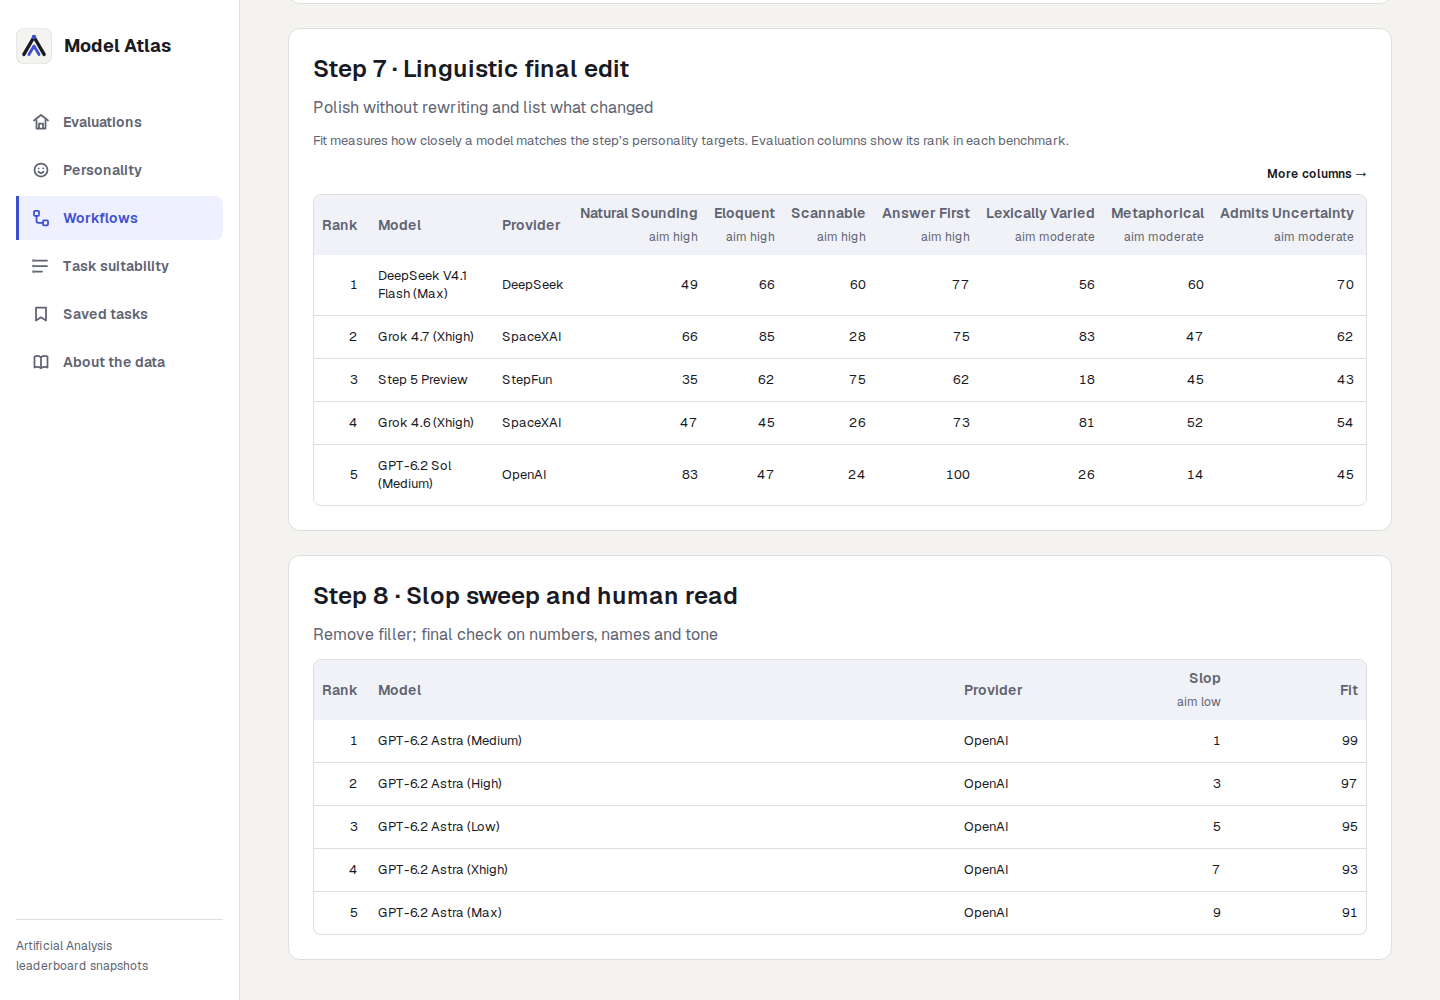 Model Atlas
Evaluations
Personality
Workflows
Task suitability
Saved tasks
About the data
Artificial Analysis
leaderboard snapshots
Step 7 · Linguistic final edit
Polish without rewriting and list what changed
Fit measures how closely a model matches the step's personality targets. Evaluation columns show its rank in each benchmark.
More columns →
Rank Model Provider Natural Sounding aim high Eloquent aim high Scannable aim high Answer First aim high Lexically Varied aim moderate Metaphorical aim moderate Admits Uncertainty aim moderate
1 DeepSeek V4.1 Flash (Max) DeepSeek 49 66 60 77 56 60 70
2 Grok 4.7 (Xhigh) SpaceXAI 66 85 28 75 83 47 62
3 Step 5 Preview StepFun 35 62 75 62 18 45 43
4 Grok 4.6 (Xhigh) SpaceXAI 47 45 26 73 81 52 54
5 GPT-6.2 Sol (Medium) OpenAI 83 47 24 100 26 14 45
Step 8 · Slop sweep and human read
Remove filler; final check on numbers, names and tone
Rank Model Provider Slop aim low Fit
1 GPT-6.2 Astra (Medium) OpenAI 1 99
2 GPT-6.2 Astra (High) OpenAI 3 97
3 GPT-6.2 Astra (Low) OpenAI 5 95
4 GPT-6.2 Astra (Xhigh) OpenAI 7 93
5 GPT-6.2 Astra (Max) OpenAI 9 91